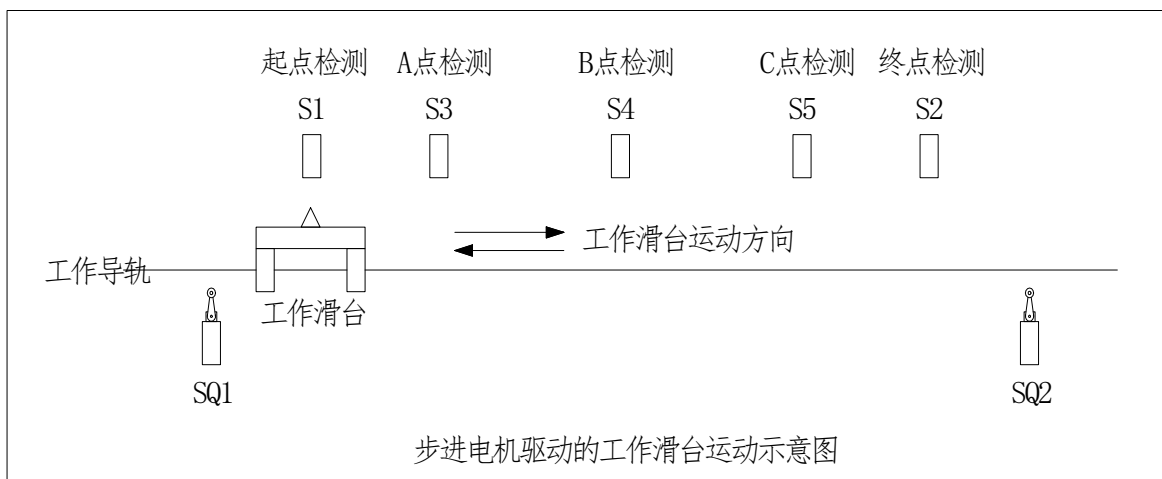 起点检测 A点检测 B点检测 C点检测 终点检测
S1 S3 S4 S5 S2
工作滑台运动方向
工作导轨
工作滑台
SQ1 SQ2
步进电机驱动的工作滑台运动示意图